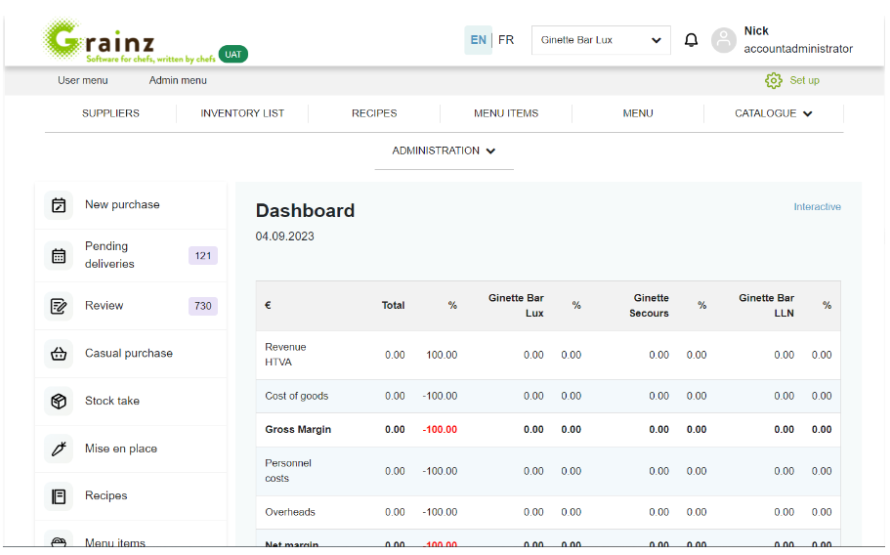 Grainz
Software for chefs, written by chefs
UAT
EN FR
Ginette Bar Lux
Nick
accountadministrator
User menu Admin menu
Set up
SUPPLIERS INVENTORY LIST RECIPES MENU ITEMS MENU CATALOGUE
ADMINISTRATION
New purchase
Pending
deliveries
121
Review 730
Casual purchase
Stock take
Mise en place
Recipes
Menu items
Dashboard
Interactive
04.09.2023
€ Total % Ginette Bar Lux % Ginette Secours % Ginette Bar LLN %
Revenue HTVA 0.00 100.00 0.00 0.00 0.00 0.00 0.00 0.00
Cost of goods 0.00 -100.00 0.00 0.00 0.00 0.00 0.00 0.00
Gross Margin 0.00 -100.00 0.00 0.00 0.00 0.00 0.00 0.00
Personnel costs 0.00 -100.00 0.00 0.00 0.00 0.00 0.00 0.00
Overheads 0.00 -100.00 0.00 0.00 0.00 0.00 0.00 0.00
Net margin 0.00 -100.00 0.00 0.00 0.00 0.00 0.00 0.00